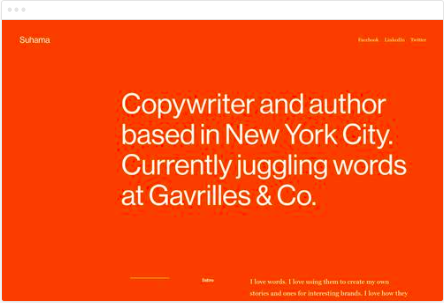 Suhama
Facebook LinkedIn Twitter
Copywriter and author
based in New York City.
Currently juggling words
at Gavrilles & Co.
I love words. I love using them to create my own
stories and ones for interesting brands. I love how they